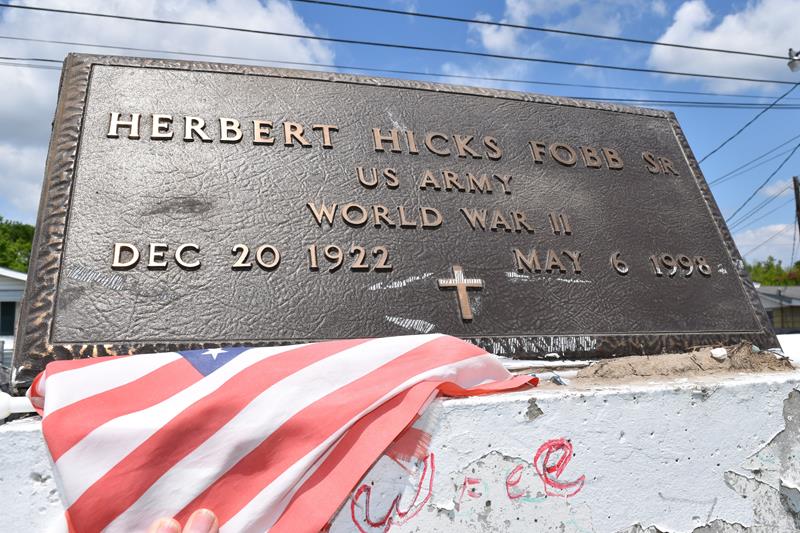 HERBERT HICKS FOBB SR
US ARMY
WORLD WAR II
DEC 20 1922 MAY 6 1998